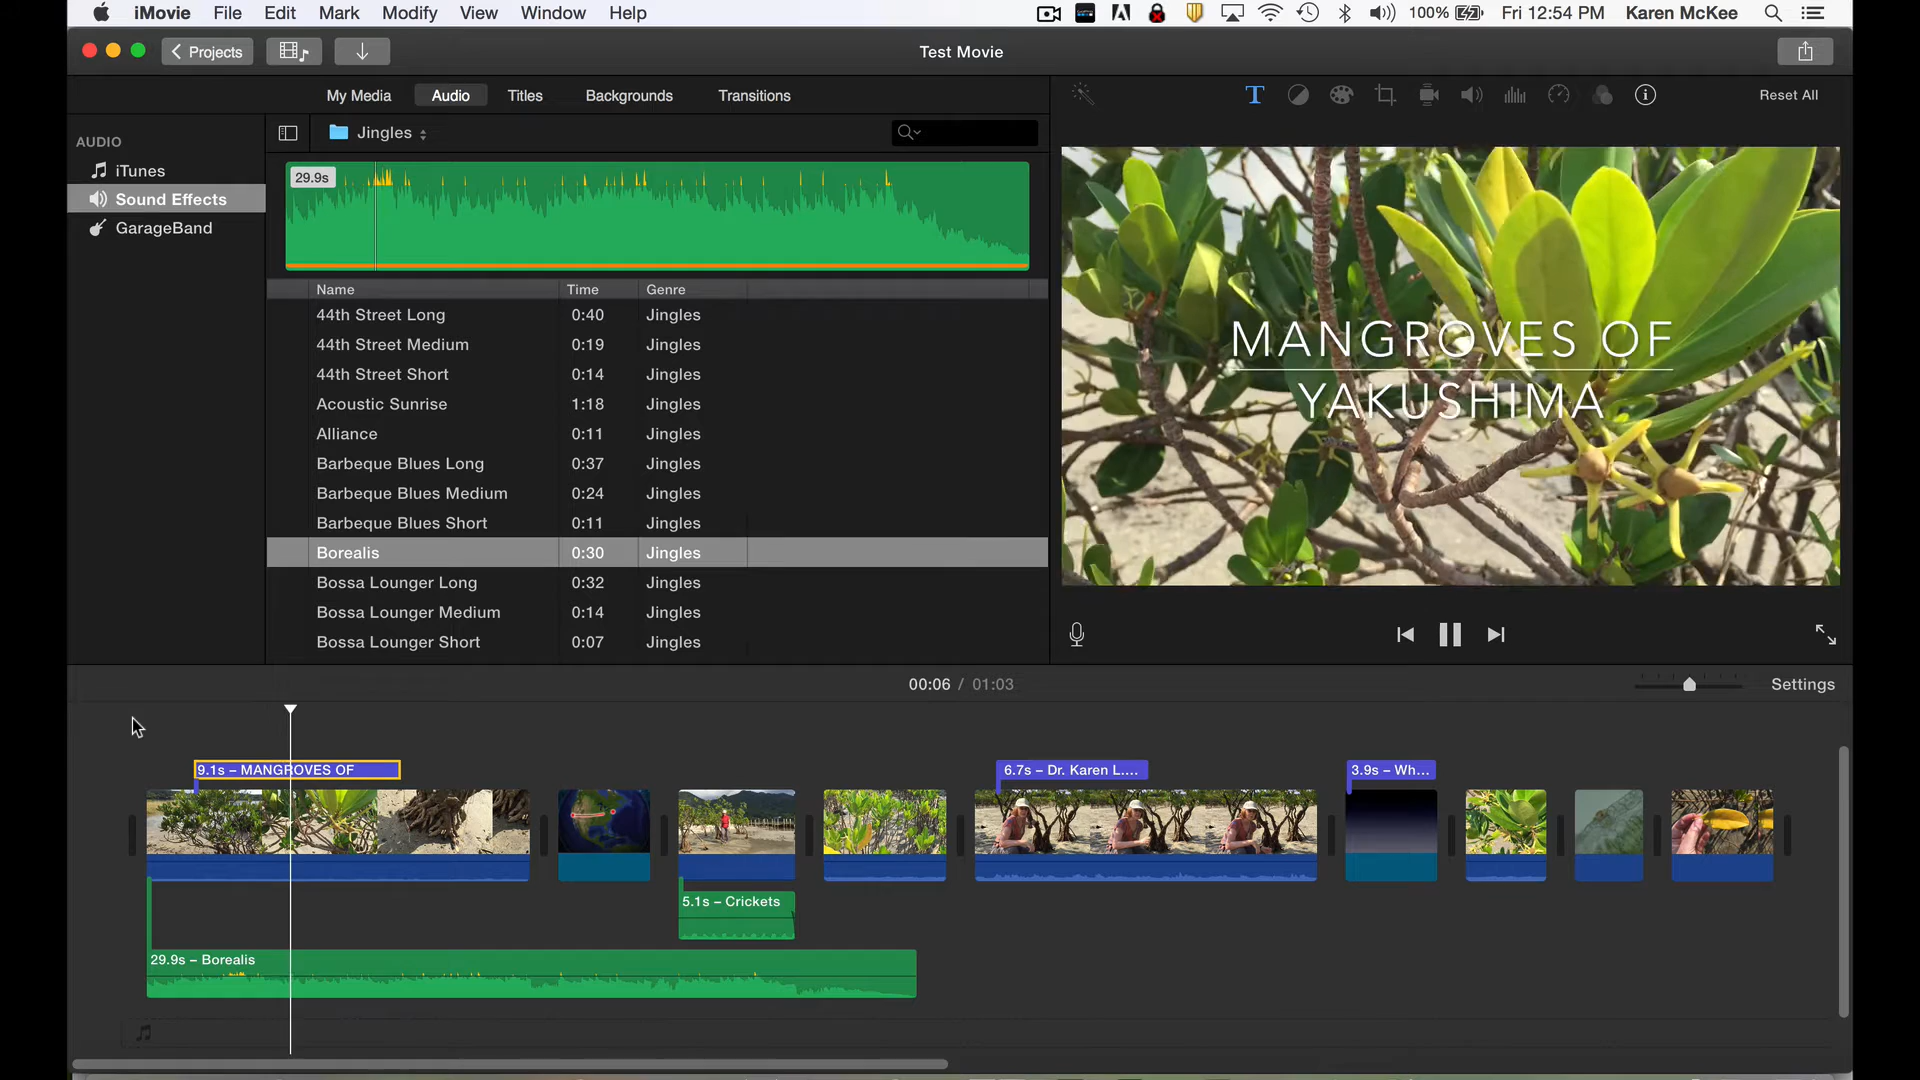 iMovie File Edit Mark Modify View Window Help 100% Fri 12:54 PM Karen McKee
Projects Test Movie
My Media Audio Titles Backgrounds Transitions T Reset All
AUDIO
iTunes
Sound Effects
GarageBand
Jingles
29.9s
Name Time Genre
44th Street Long 0:40 Jingles
44th Street Medium 0:19 Jingles
44th Street Short 0:14 Jingles
Acoustic Sunrise 1:18 Jingles
Alliance 0:11 Jingles
Barbeque Blues Long 0:37 Jingles
Barbeque Blues Medium 0:24 Jingles
Barbeque Blues Short 0:11 Jingles
Borealis 0:30 Jingles
Bossa Lounger Long 0:32 Jingles
Bossa Lounger Medium 0:14 Jingles
Bossa Lounger Short 0:07 Jingles
MANGROVES OF
YAKUSHIMA
00:06 / 01:03 Settings
9.1s – MANGROVES OF 6.7s – Dr. Karen L.... 3.9s – Wh...
5.1s – Crickets
29.9s – Borealis